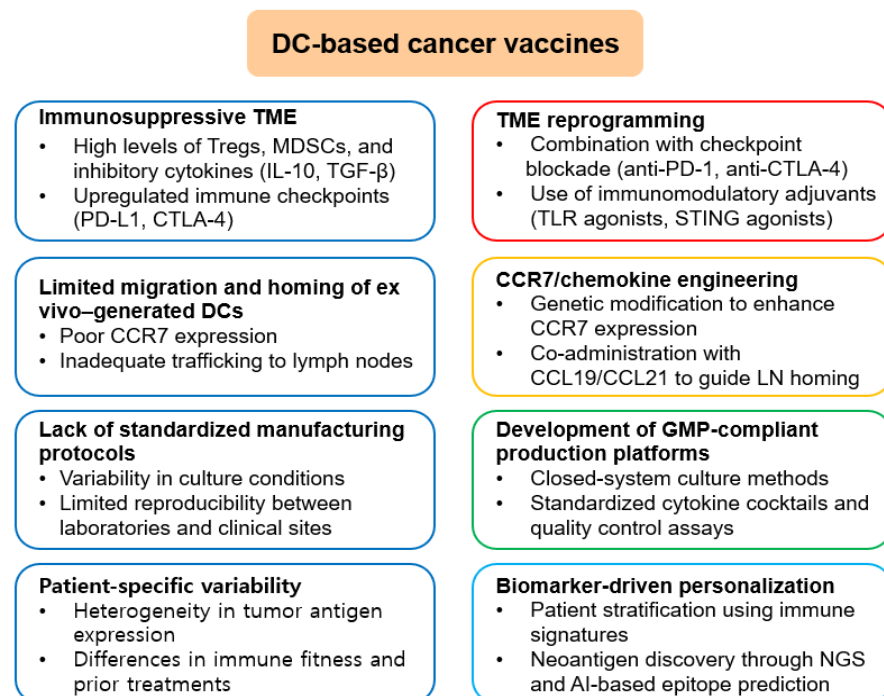 DC-based cancer vaccines
Immunosuppressive TME
• High levels of Tregs, MDSCs, and
inhibitory cytokines (IL-10, TGF-β)
• Upregulated immune checkpoints
(PD-L1, CTLA-4)
TME reprogramming
• Combination with checkpoint
blockade (anti-PD-1, anti-CTLA-4)
• Use of immunomodulatory adjuvants
(TLR agonists, STING agonists)
Limited migration and homing of ex
vivo–generated DCs
• Poor CCR7 expression
• Inadequate trafficking to lymph nodes
CCR7/chemokine engineering
• Genetic modification to enhance
CCR7 expression
• Co-administration with
CCL19/CCL21 to guide LN homing
Lack of standardized manufacturing
protocols
• Variability in culture conditions
• Limited reproducibility between
laboratories and clinical sites
Development of GMP-compliant
production platforms
• Closed-system culture methods
• Standardized cytokine cocktails and
quality control assays
Patient-specific variability
• Heterogeneity in tumor antigen
expression
• Differences in immune fitness and
prior treatments
Biomarker-driven personalization
• Patient stratification using immune
signatures
• Neoantigen discovery through NGS
and AI-based epitope prediction